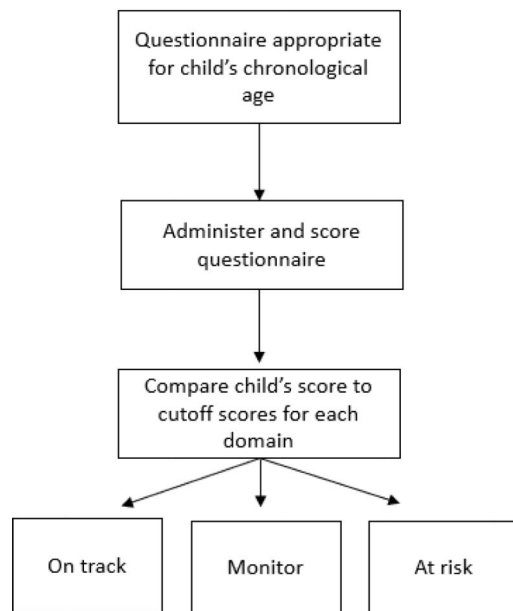 Questionnaire appropriate
for child’s chronological
age
Administer and score
questionnaire
Compare child’s score to
cutoff scores for each
domain
On track
Monitor
At risk